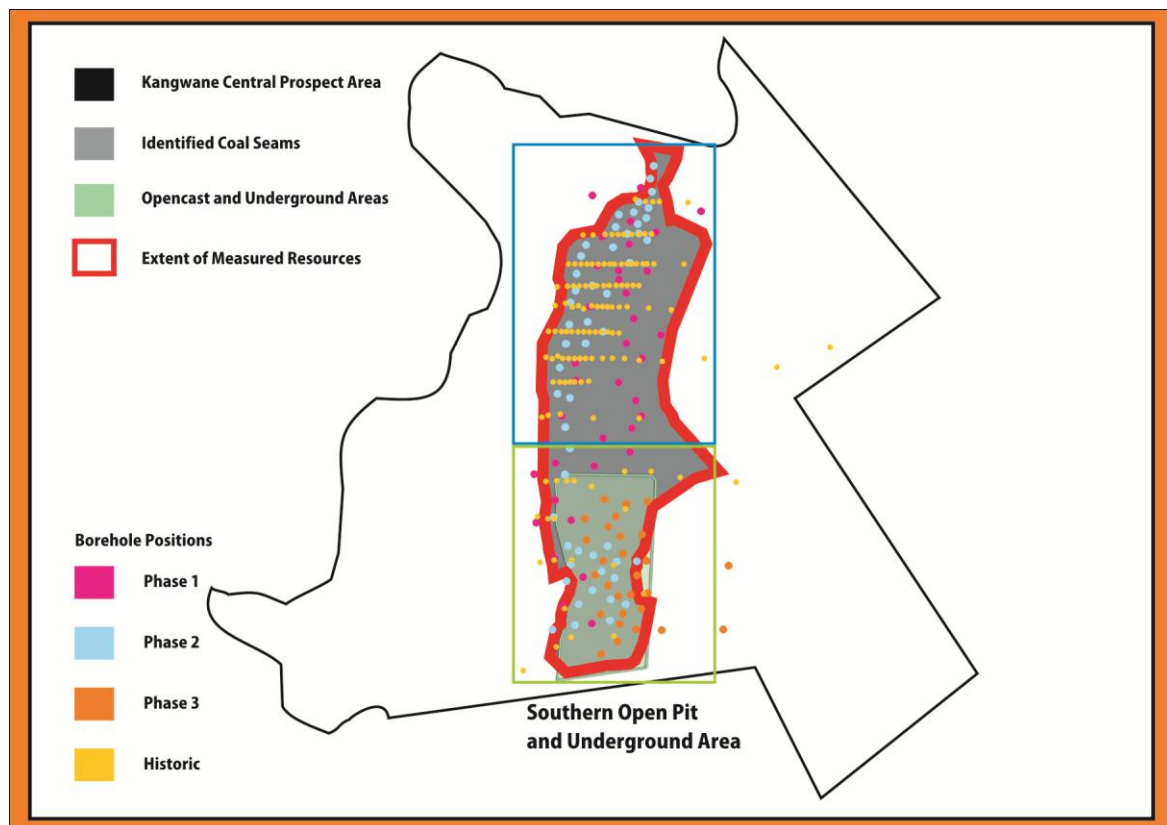 Kangwane Central Prospect Area
Identified Coal Seams
Opencast and Underground Areas
Extent of Measured Resources
Borehole Positions
Phase 1
Phase 2
Phase 3
Historic
Southern Open Pit
and Underground Area